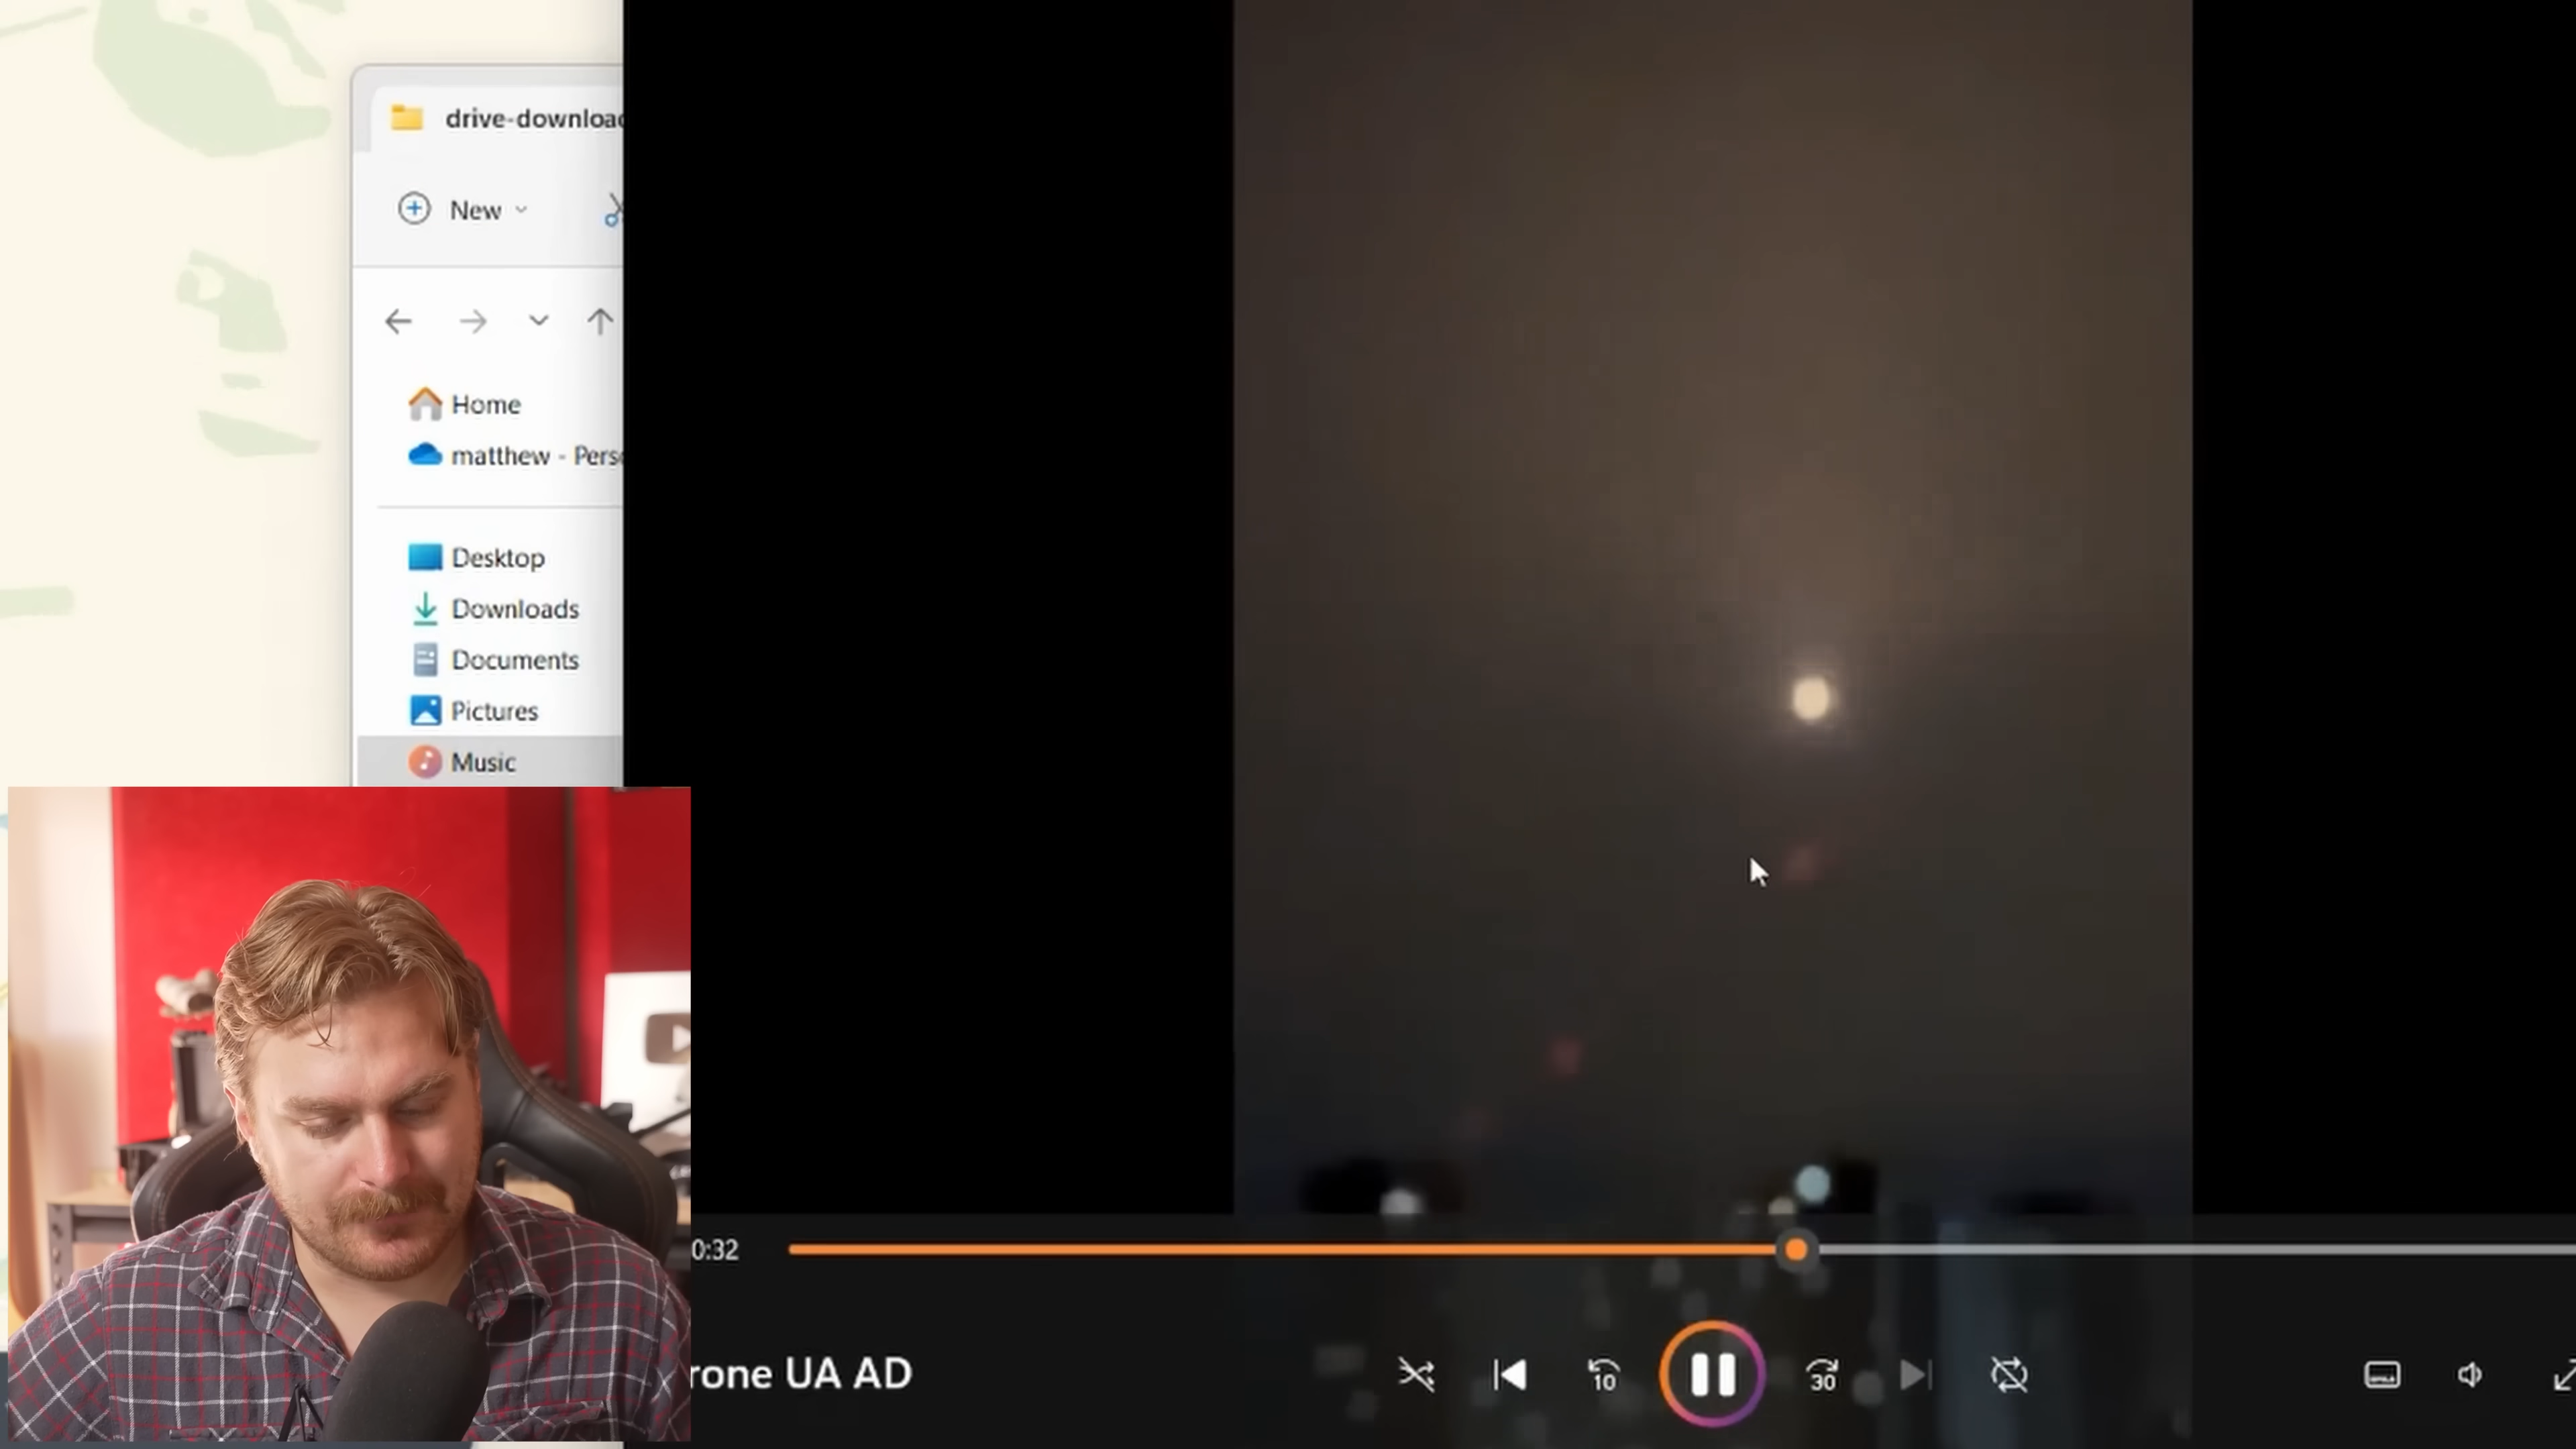 drive-downloa
New
Home
matthew - Pers
Desktop
Downloads
Documents
Pictures
Music
0:32
rone UA AD
10
30